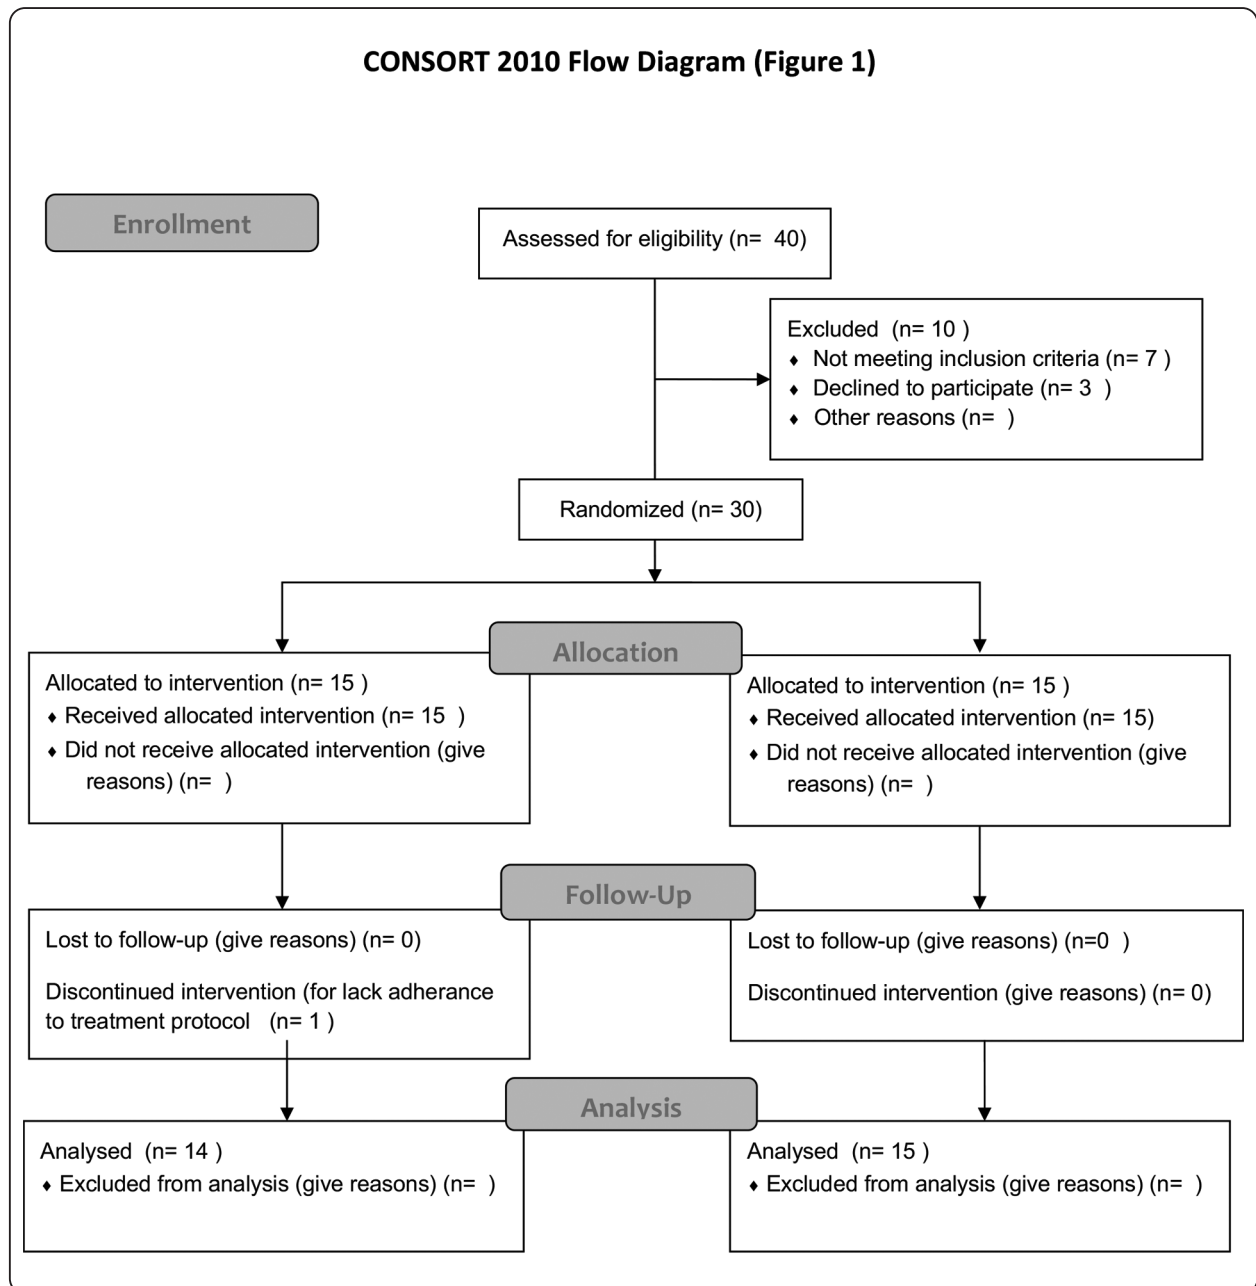 CONSORT 2010 Flow Diagram (Figure 1)
Enrollment
Assessed for eligibility (n= 40)
Excluded (n= 10 )
♦ Not meeting inclusion criteria (n= 7 )
♦ Declined to participate (n= 3 )
♦ Other reasons (n= )
Randomized (n= 30)
Allocation
Allocated to intervention (n= 15 )
♦ Received allocated intervention (n= 15 )
♦ Did not receive allocated intervention (give
reasons) (n= )
Allocated to intervention (n= 15 )
♦ Received allocated intervention (n= 15)
♦ Did not receive allocated intervention (give
reasons) (n= )
Follow-Up
Lost to follow-up (give reasons) (n= 0)
Discontinued intervention (for lack adherance
to treatment protocol (n= 1 )
Lost to follow-up (give reasons) (n=0 )
Discontinued intervention (give reasons) (n= 0)
Analysis
Analysed (n= 14 )
♦ Excluded from analysis (give reasons) (n= )
Analysed (n= 15 )
♦ Excluded from analysis (give reasons) (n= )